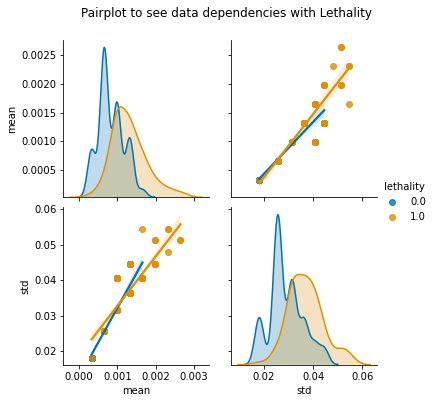 Pairplot to see data dependencies with Lethality
0.0025
0.0020
0.0015
0.0010
0.0005
mean
lethality
0.0
1.0
0.06
0.05
0.04
0.03
0.02
std
0.000 0.001 0.002 0.003
mean
0.02 0.04 0.06
std